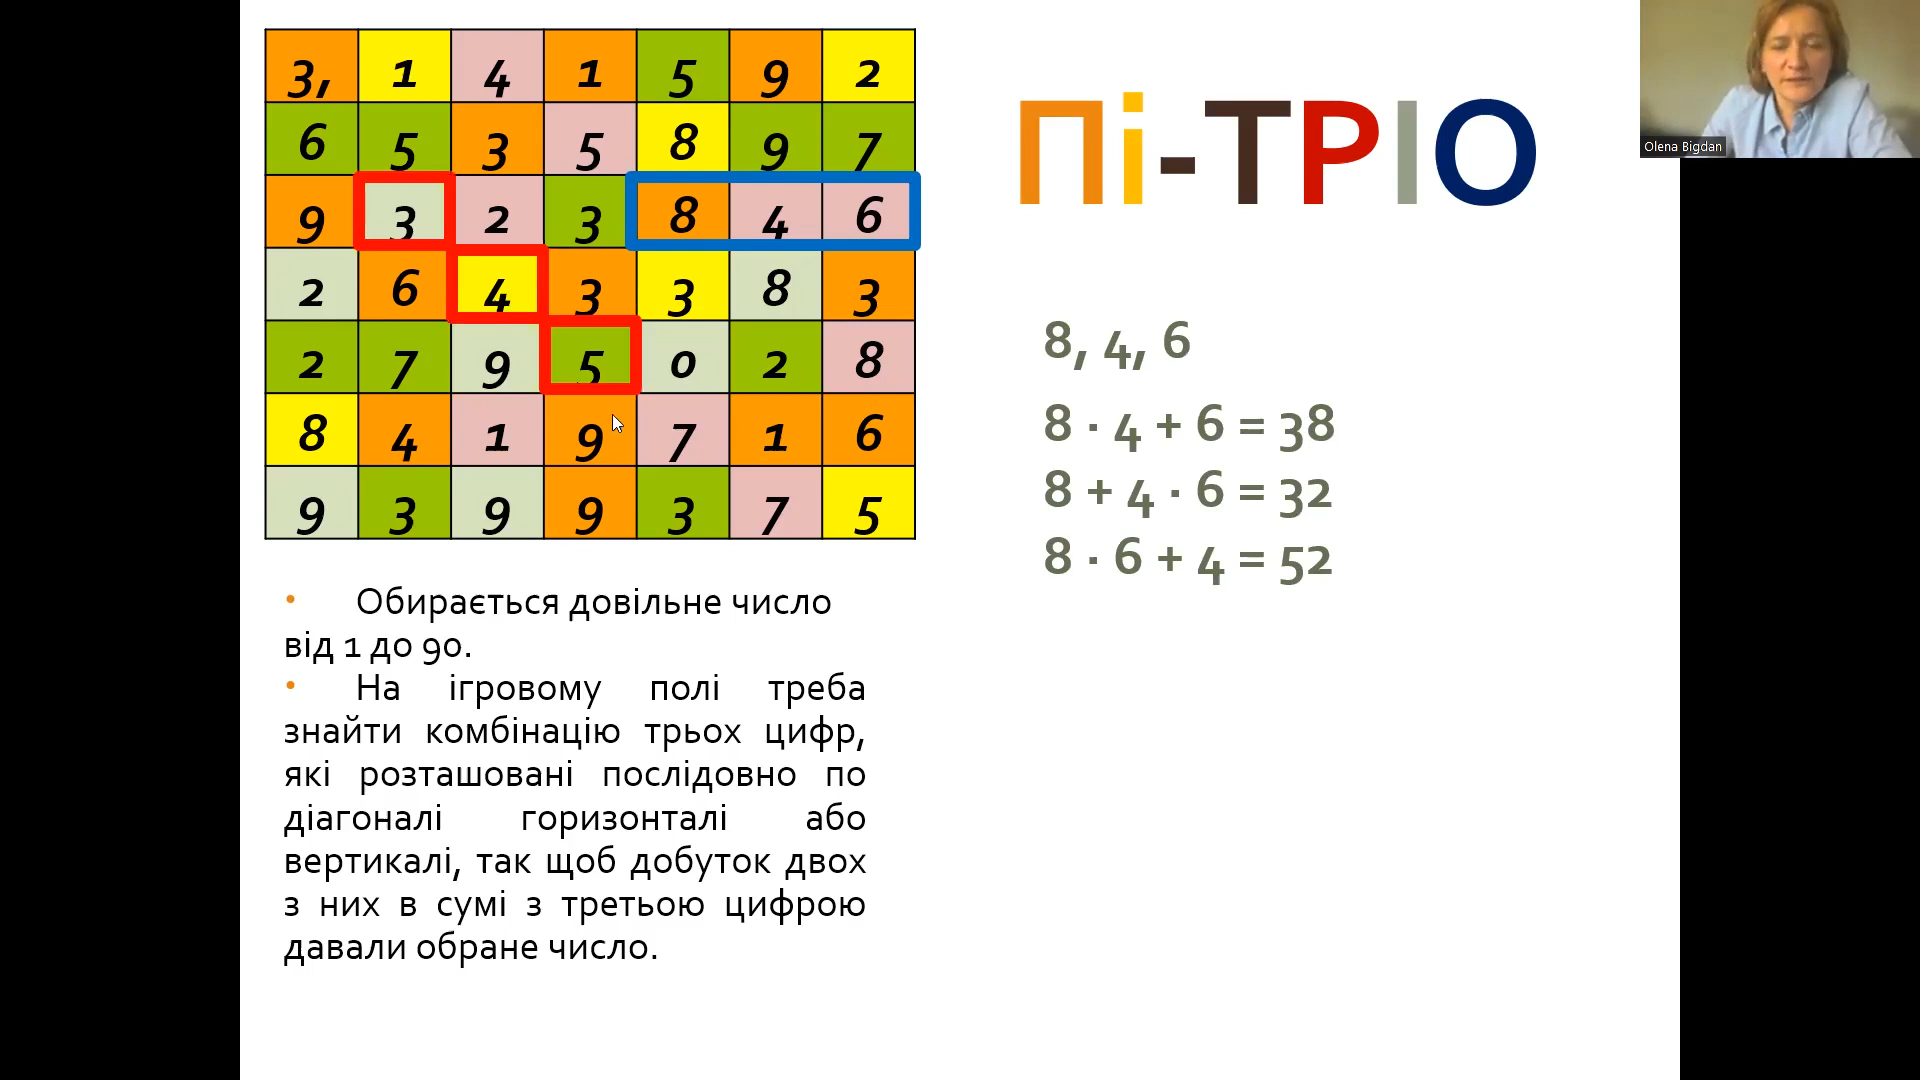 3, 1 4 1 5 9 2
6 5 3 5 8 9 7
9 3 2 3 8 4 6
2 6 4 3 3 8 3
2 7 9 5 0 2 8
8 4 1 9 7 1 6
9 3 9 9 3 7 5
• Обирається довільне число
від 1 до 90.
• На ігровому полі треба
знайти комбінацію трьох цифр,
які розташовані послідовно по
діагоналі горизонталі або
вертикалі, так щоб добуток двох
з них в сумі з третьою цифрою
давали обране число.
Пі-ТРІО
8, 4, 6
8 · 4 + 6 = 38
8 + 4 · 6 = 32
8 · 6 + 4 = 52
Olena Bigdan